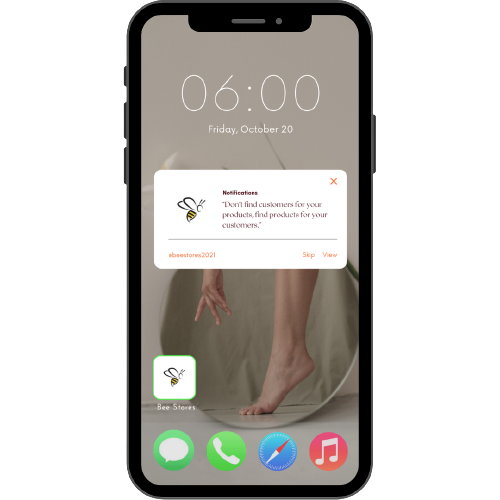 06:00
Friday, October 20
Notifications
"Don't find customers for your
products, find products for your
customers."
#beestores2021
Skip View
Bee Stores